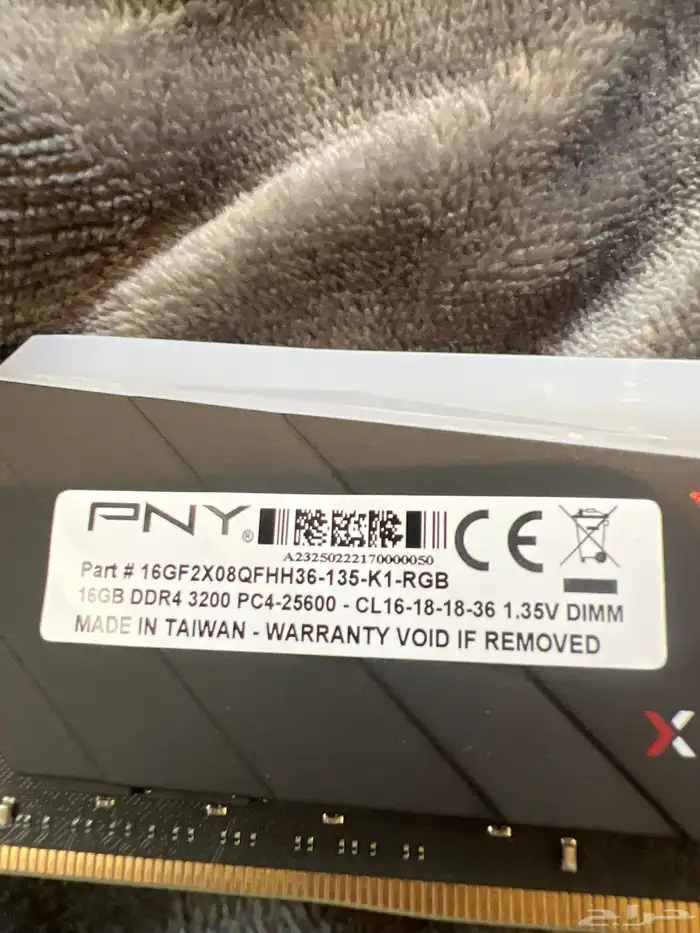 PNY®
A23250222170000050
CE
Part # 16GF2X08QFHH36-135-K1-RGB
16GB DDR4 3200 PC4-25600 - CL16-18-18-36 1.35V DIMM
MADE IN TAIWAN - WARRANTY VOID IF REMOVED
X
حراج